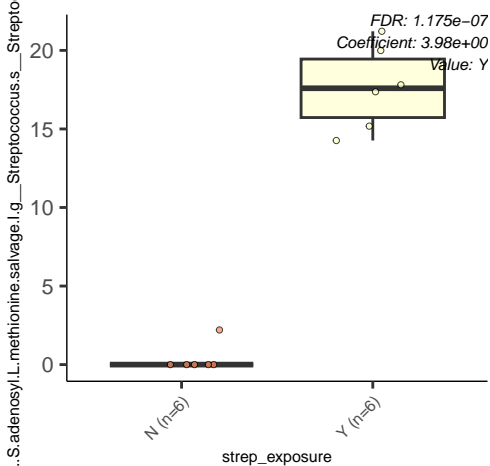 FDR: 1.175e-07
Coefficient: 3.98e+00
Value: Y
..S.adenosyl.L.methionine.salvage.I.g__Streptococcus.s__Strepto
20
15
10
5
0
N (n=6)
Y (n=6)
strep_exposure